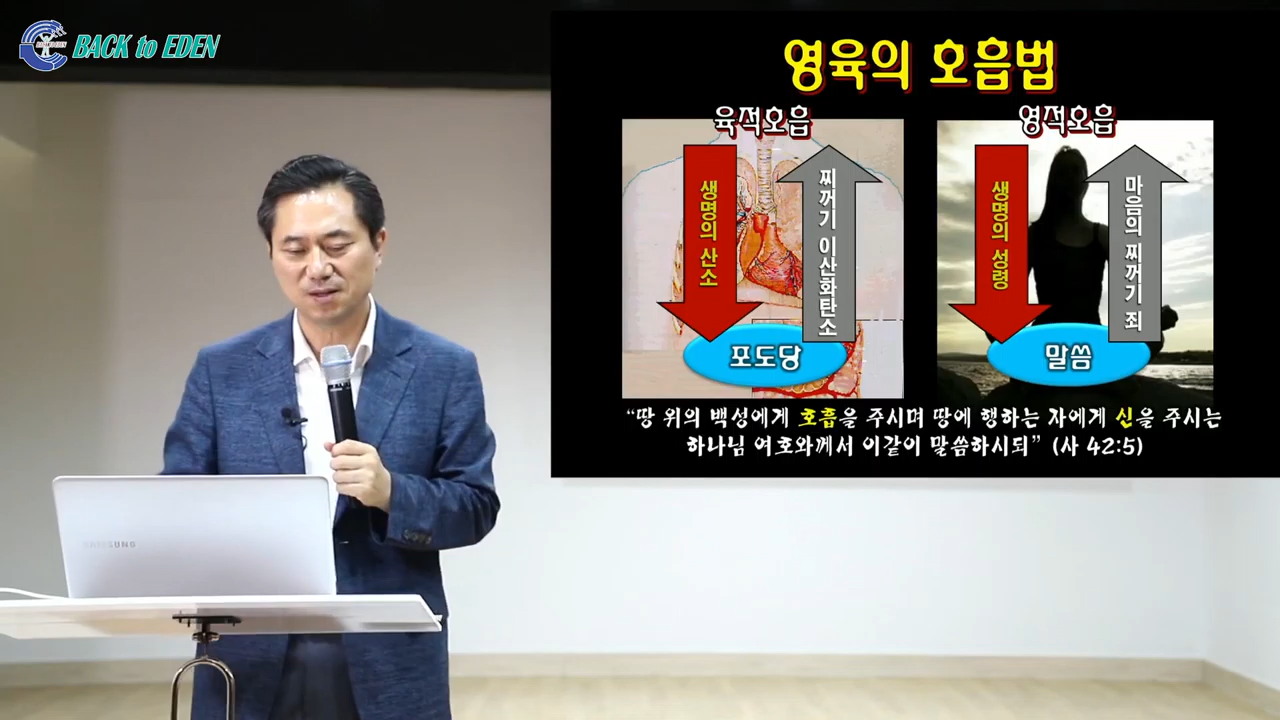 BACK to EDEN
영육의 호흡법
육적호흡
영적호흡
생명의 산소
찌꺼기 이산화탄소
생명의 성령
마음의 찌꺼기 죄
포도당
말씀
“땅 위의 백성에게 호흡을 주시며 땅에 행하는 자에게 신을 주시는
하나님 여호와께서 이같이 말씀하시되” (사 42:5)
SAMSUNG